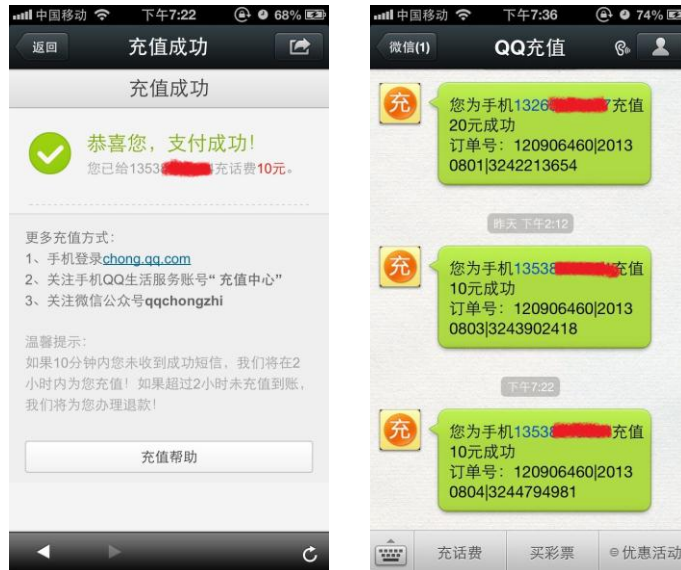 中国移动 下午7:22 68%
返回 充值成功
充值成功
恭喜您，支付成功！
您已给1353 充话费10元。
更多充值方式：
1、手机登录chong.qq.com
2、关注手机QQ生活服务账号“充值中心”
3、关注微信公众号qqchongzhi
温馨提示：
如果10分钟内您未收到成功短信，我们将在2
小时内为您充值！如果超过2小时未充值到账，
我们将为您办理退款！
充值帮助
中国移动 下午7:36 74%
微信(1) QQ充值
充
您为手机1326 7充值
20元成功
订单号：120906460|2013
0801|3242213654
昨天 下午2:12
充
您为手机13538 充值
10元成功
订单号：120906460|2013
0803|3243902418
下午7:22
充
您为手机13538 充值
10元成功
订单号：120906460|2013
0804|3244794981
充话费 买彩票 优惠活动